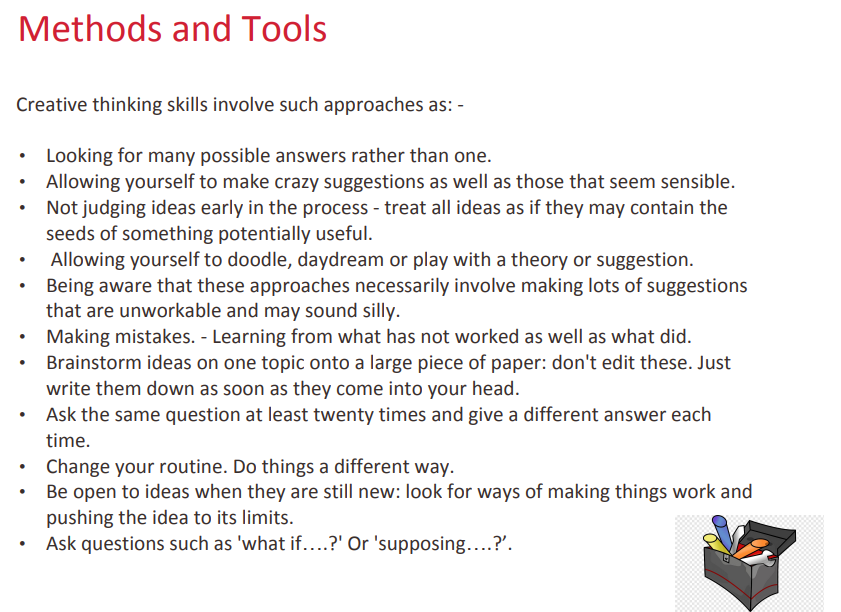 Methods and Tools
Creative thinking skills involve such approaches as: -
• Looking for many possible answers rather than one.
• Allowing yourself to make crazy suggestions as well as those that seem sensible.
• Not judging ideas early in the process - treat all ideas as if they may contain the
seeds of something potentially useful.
• Allowing yourself to doodle, daydream or play with a theory or suggestion.
• Being aware that these approaches necessarily involve making lots of suggestions
that are unworkable and may sound silly.
• Making mistakes. - Learning from what has not worked as well as what did.
• Brainstorm ideas on one topic onto a large piece of paper: don't edit these. Just
write them down as soon as they come into your head.
• Ask the same question at least twenty times and give a different answer each
time.
• Change your routine. Do things a different way.
• Be open to ideas when they are still new: look for ways of making things work and
pushing the idea to its limits.
• Ask questions such as 'what if….?' Or 'supposing….?’.